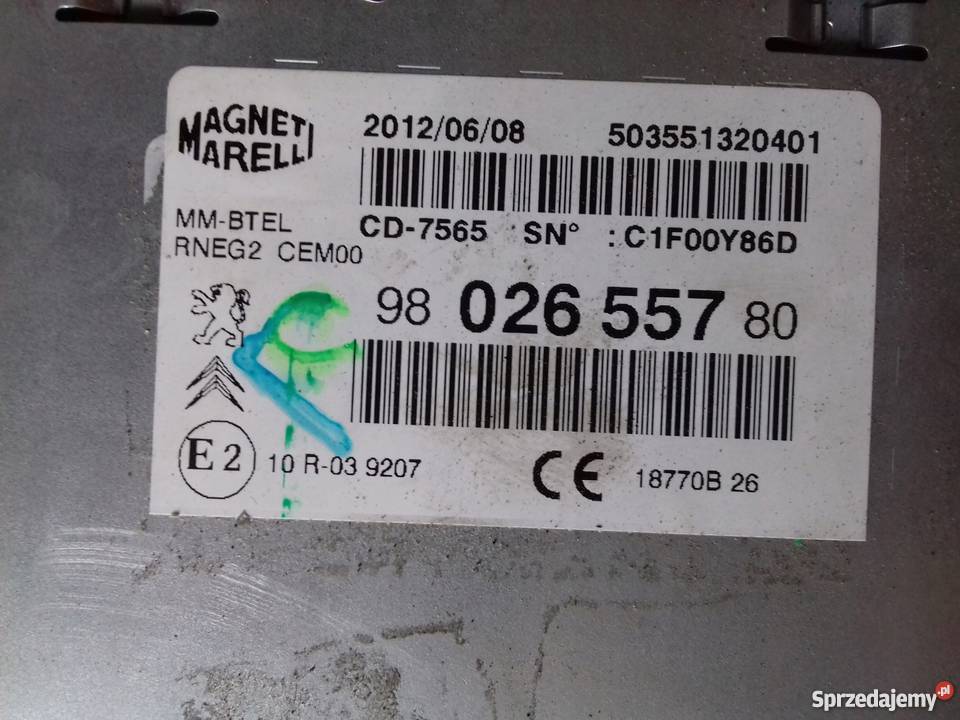 MAGNETI
MARELLI
2012/06/08 503551320401
MM-BTEL
RNEG2 CEM00
CD-7565 SN° : C1F00Y86D
98 026 557 80
E2
10 R-03 9207
CE
18770B 26
Sprzedajemy.pl